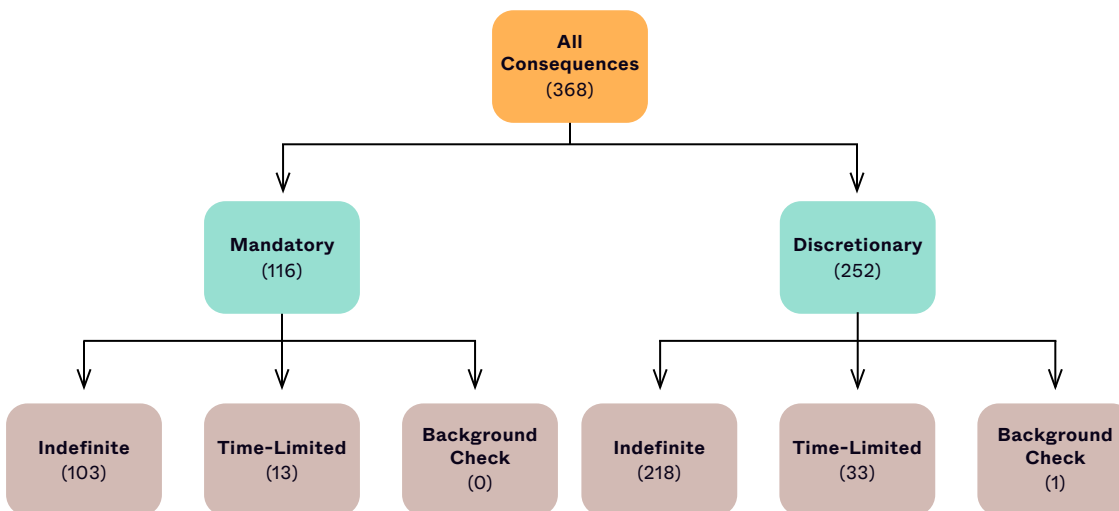 All
Consequences
(368)
Mandatory
(116)
Discretionary
(252)
Indefinite
(103)
Time-Limited
(13)
Background
Check
(0)
Indefinite
(218)
Time-Limited
(33)
Background
Check
(1)